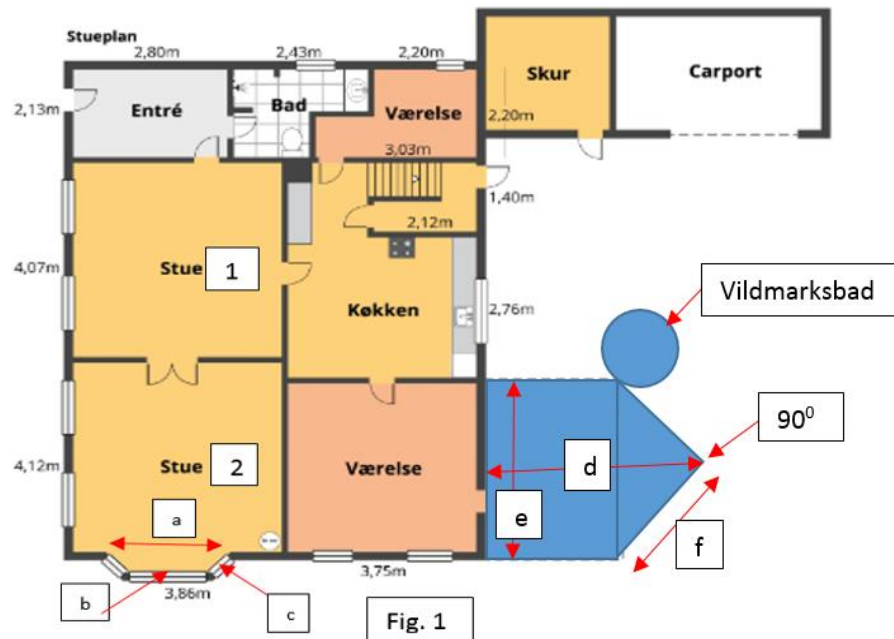 Stueplan
2,80m
2,43m
2,20m
Skur
Carport
2,13m
Entré
Bad
Værelse
2,20m
3,03m
1,40m
2,12m
4,07m
Stue 1
Køkken
2,76m
Vildmarksbad
90⁰
4,12m
Stue 2
Værelse
d
e
f
a
b
3,86m
c
3,75m
Fig. 1